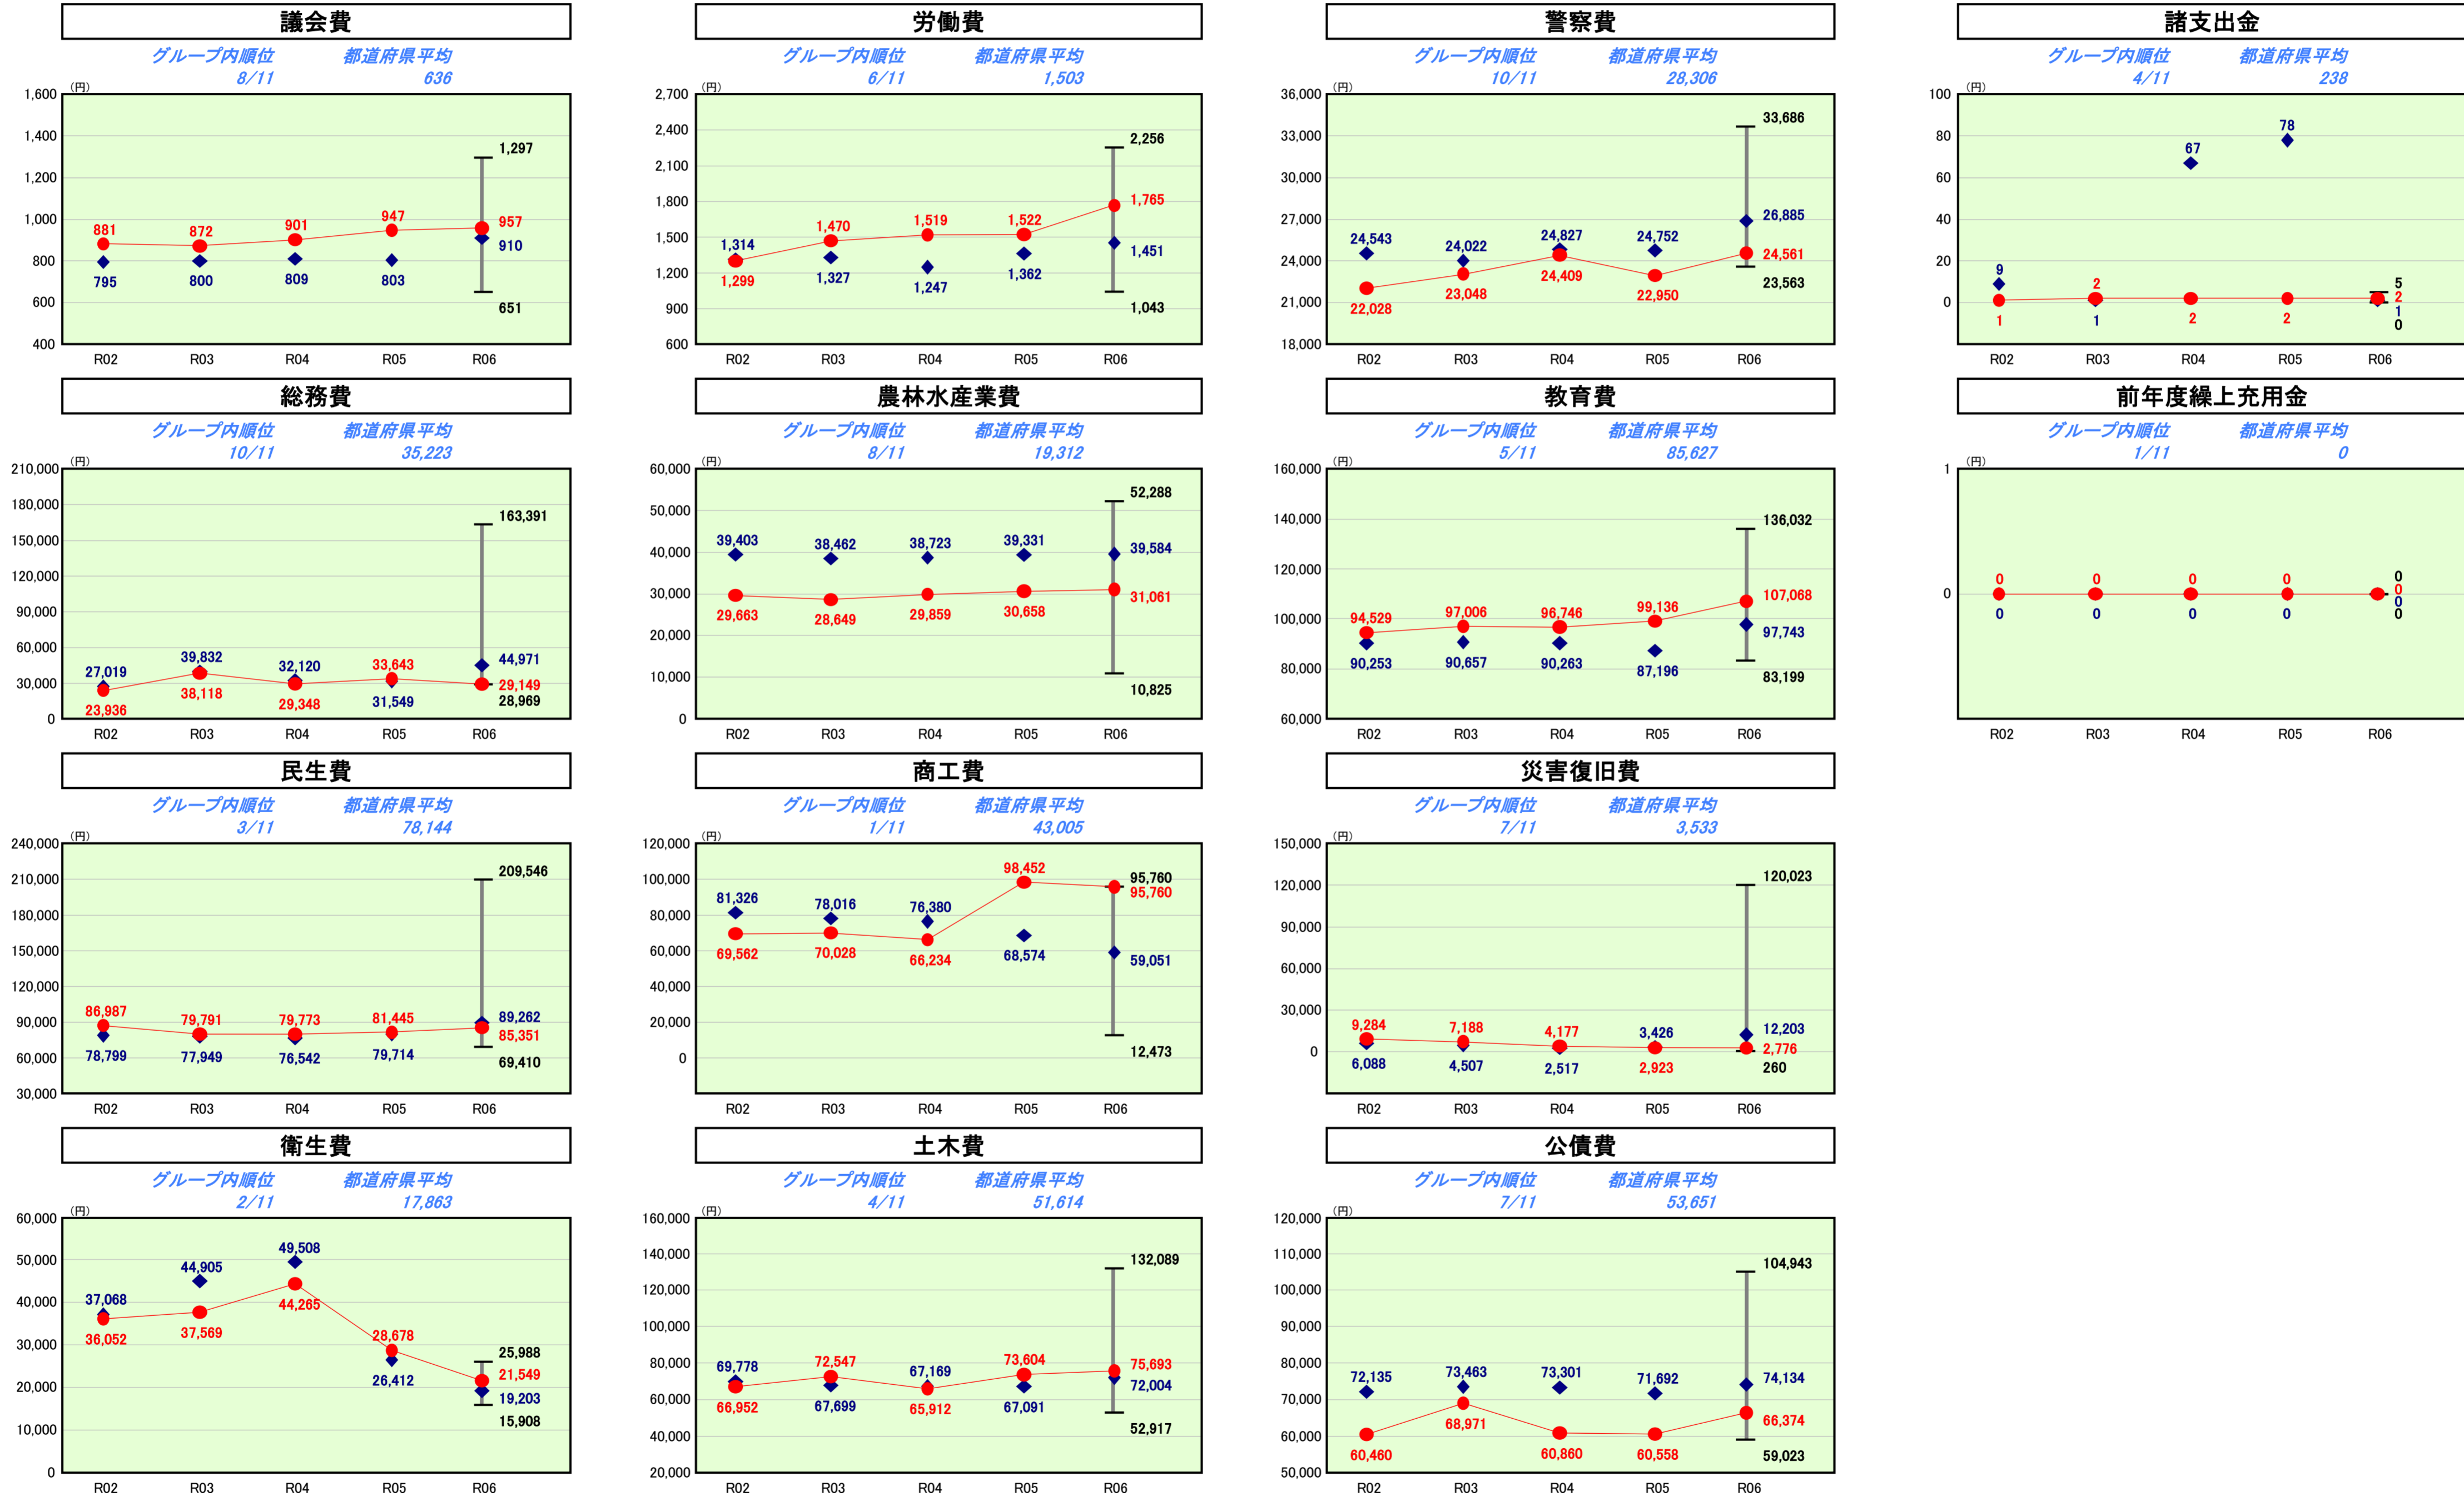 議会費
グループ内順位 都道府県平均
8/11 636
(円)
1,600
1,400
1,200
1,000
800
600
400
881 872 901 947 957
795 800 809 803 910
1,297
651
R02 R03 R04 R05 R06
労働費
グループ内順位 都道府県平均
6/11 1,503
(円)
2,700
2,400
2,100
1,800
1,500
1,200
900
600
1,314 1,470 1,519 1,522 1,765
1,299 1,327 1,247 1,362 1,451
2,256
1,043
R02 R03 R04 R05 R06
警察費
グループ内順位 都道府県平均
10/11 28,306
(円)
36,000
33,000
30,000
27,000
24,000
21,000
18,000
24,543 24,022 24,827 24,752 26,885
22,028 23,048 24,409 22,950 24,561
33,686
23,563
R02 R03 R04 R05 R06
諸支出金
グループ内順位 都道府県平均
4/11 238
(円)
100
80
60
40
20
0
9 2 67 78
1 1 2 2
5
2
1
0
R02 R03 R04 R05 R06
総務費
グループ内順位 都道府県平均
10/11 35,223
(円)
210,000
180,000
150,000
120,000
90,000
60,000
30,000
0
27,019 39,832 32,120 33,643 44,971
23,936 38,118 29,348 31,549 29,149
163,391
28,969
R02 R03 R04 R05 R06
農林水産業費
グループ内順位 都道府県平均
8/11 19,312
(円)
60,000
50,000
40,000
30,000
20,000
10,000
0
39,403 38,462 38,723 39,331 39,584
29,663 28,649 29,859 30,658 31,061
52,288
10,825
R02 R03 R04 R05 R06
教育費
グループ内順位 都道府県平均
5/11 85,627
(円)
160,000
140,000
120,000
100,000
80,000
60,000
94,529 97,006 96,746 99,136 107,068
90,253 90,657 90,263 87,196 97,743
136,032
83,199
R02 R03 R04 R05 R06
前年度繰上充用金
グループ内順位 都道府県平均
1/11 0
(円)
1
0
0 0 0 0
0 0 0 0
0
0
0
0
R02 R03 R04 R05 R06
民生費
グループ内順位 都道府県平均
3/11 78,144
(円)
240,000
210,000
180,000
150,000
120,000
90,000
60,000
30,000
86,987 79,791 79,773 81,445 89,262
78,799 77,949 76,542 79,714 85,351
209,546
69,410
R02 R03 R04 R05 R06
商工費
グループ内順位 都道府県平均
1/11 43,005
(円)
120,000
100,000
80,000
60,000
40,000
20,000
0
81,326 78,016 76,380 98,452 95,760
69,562 70,028 66,234 68,574 95,760
59,051
12,473
R02 R03 R04 R05 R06
災害復旧費
グループ内順位 都道府県平均
7/11 3,533
(円)
150,000
120,000
90,000
60,000
30,000
0
9,284 7,188 4,177 3,426 12,203
6,088 4,507 2,517 2,923 2,776
120,023
260
R02 R03 R04 R05 R06
衛生費
グループ内順位 都道府県平均
2/11 17,863
(円)
60,000
50,000
40,000
30,000
20,000
10,000
0
37,068 44,905 49,508 28,678 21,549
36,052 37,569 44,265 26,412 19,203
25,988
15,908
R02 R03 R04 R05 R06
土木費
グループ内順位 都道府県平均
4/11 51,614
(円)
160,000
140,000
120,000
100,000
80,000
60,000
40,000
20,000
69,778 72,547 67,169 73,604 75,693
66,952 67,699 65,912 67,091 72,004
132,089
52,917
R02 R03 R04 R05 R06
公債費
グループ内順位 都道府県平均
7/11 53,651
(円)
120,000
110,000
100,000
90,000
80,000
70,000
60,000
50,000
72,135 73,463 73,301 71,692 74,134
60,460 68,971 60,860 60,558 66,374
104,943
59,023
R02 R03 R04 R05 R06